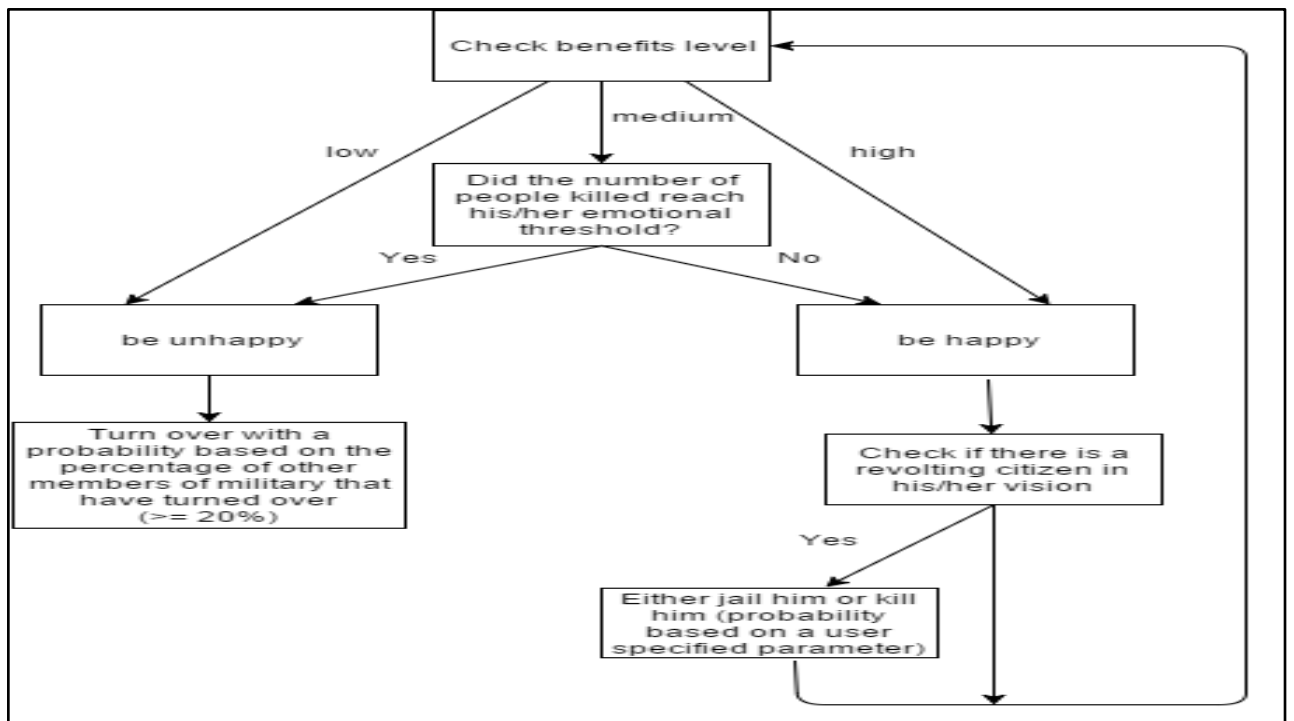 Check benefits level
low
medium
high
Did the number of
people killed reach
his/her emotional
threshold?
Yes
No
be unhappy
be happy
Turn over with a
probability based on the
percentage of other
members of military that
have turned over
(>= 20%)
Check if there is a
revolting citizen in
his/her vision
Yes
Either jail him or kill
him (probability
based on a user
specified parameter)